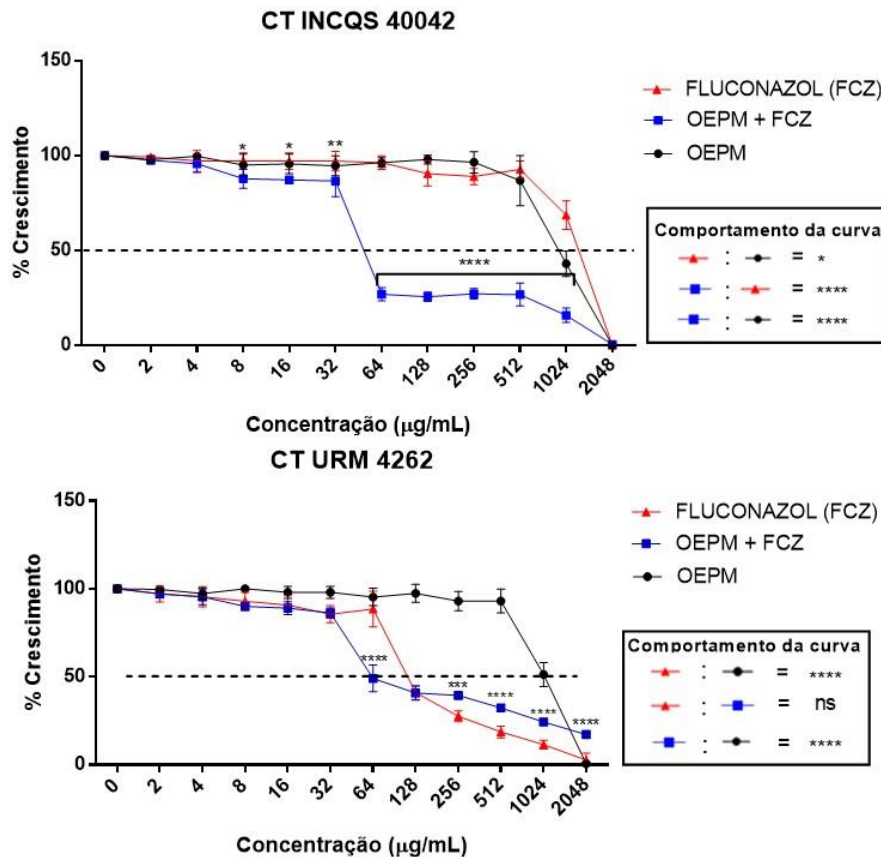 CT INCQS 40042
150
100
50
0
% Crescimento
* * **
****
0 2 4 8 16 32 64 128 256 512 1024 2048
Concentração (µg/mL)
FLUCONAZOL (FCZ)
OEPM + FCZ
OEPM
Comportamento da curva
: = *
: = ****
: = ****
CT URM 4262
150
100
50
0
% Crescimento
**** *** **** **** ****
0 2 4 8 16 32 64 128 256 512 1024 2048
Concentração (µg/mL)
FLUCONAZOL (FCZ)
OEPM + FCZ
OEPM
Comportamento da curva
: = ****
: = ns
: = ****